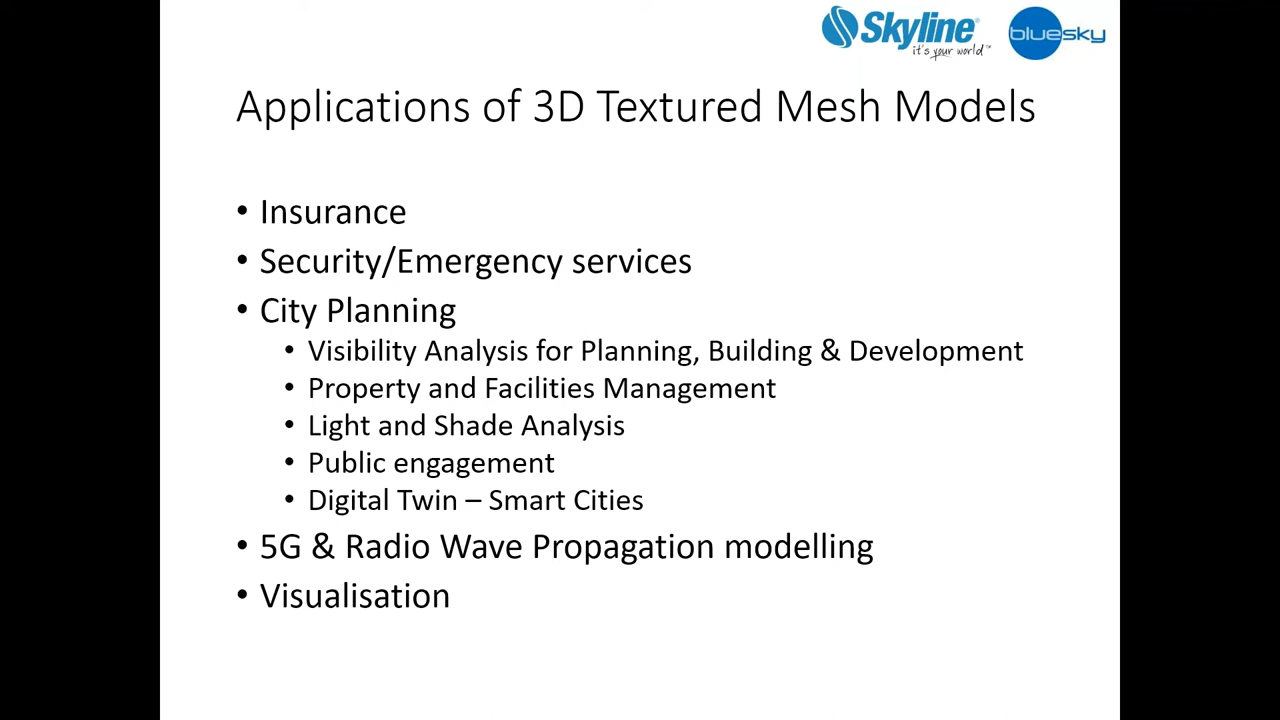 Skyline
it's your world™
bluesky
Applications of 3D Textured Mesh Models
• Insurance
• Security/Emergency services
• City Planning
• Visibility Analysis for Planning, Building & Development
• Property and Facilities Management
• Light and Shade Analysis
• Public engagement
• Digital Twin – Smart Cities
• 5G & Radio Wave Propagation modelling
• Visualisation